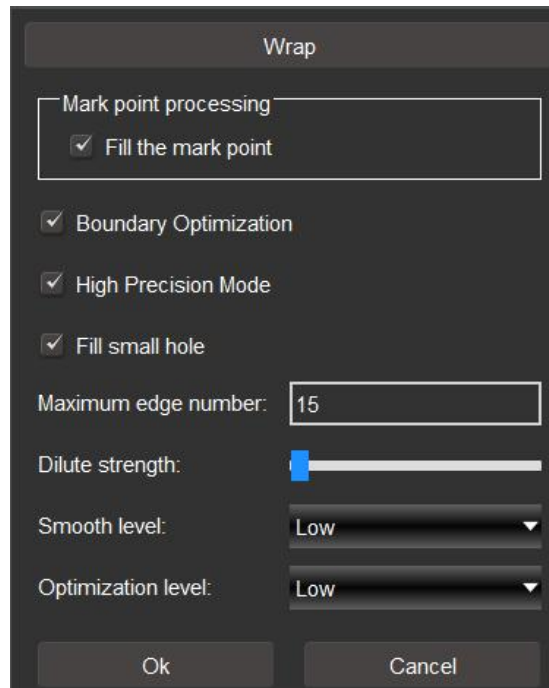 Wrap
Mark point processing
Fill the mark point
Boundary Optimization
High Precision Mode
Fill small hole
Maximum edge number: 15
Dilute strength:
Smooth level: Low
Optimization level: Low
Ok Cancel